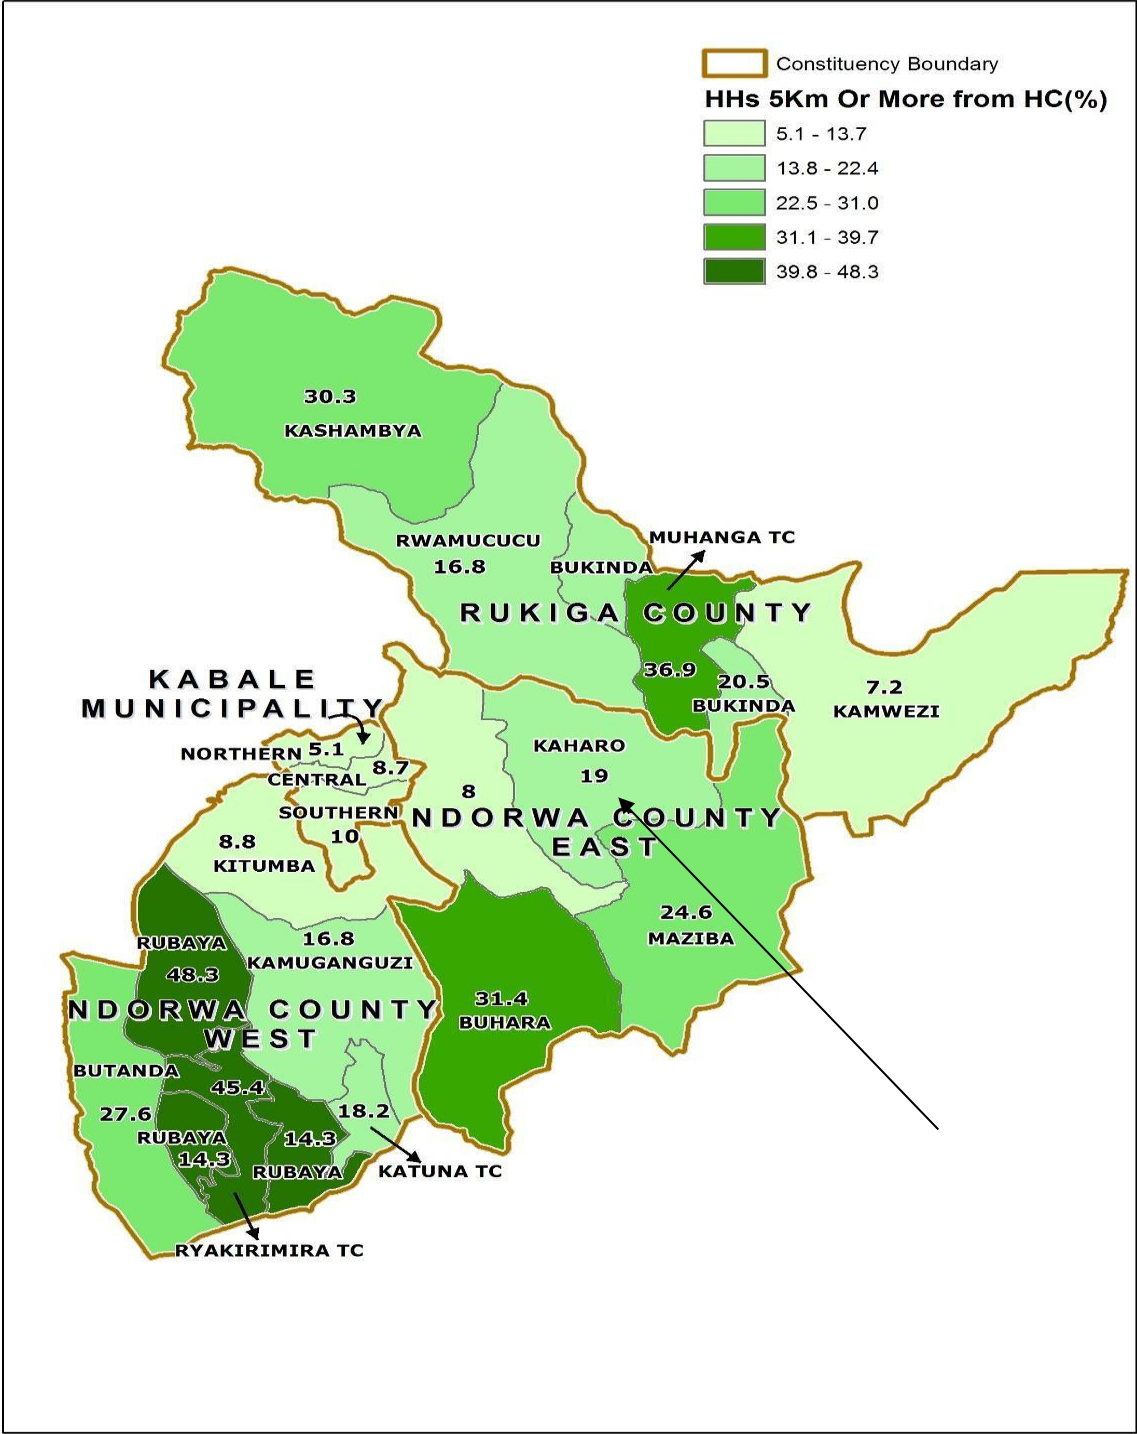 Constituency Boundary
HHs 5Km Or More from HC(%)
5.1 - 13.7
13.8 - 22.4
22.5 - 31.0
31.1 - 39.7
39.8 - 48.3
30.3
KASHAMBYA
RWAMUCUCU
16.8
MUHANGA TC
BUKINDA
RUKIGA COUNTY
36.9
20.5
BUKINDA
7.2
KAMWEZI
KABALE
MUNICIPALITY
NORTHERN 5.1
CENTRAL 8.7
SOUTHERN
10
8.8
KITUMBA
KAHARO
19
8
NDORWA COUNTY
EAST
24.6
MAZIBA
RUBAYA
48.3
16.8
KAMUGANGUZI
31.4
BUHARA
NDORWA COUNTY
WEST
BUTANDA
27.6
45.4
RUBAYA
14.3
14.3
RUBAYA
18.2
KATUNA TC
RYAKIRIMIRA TC